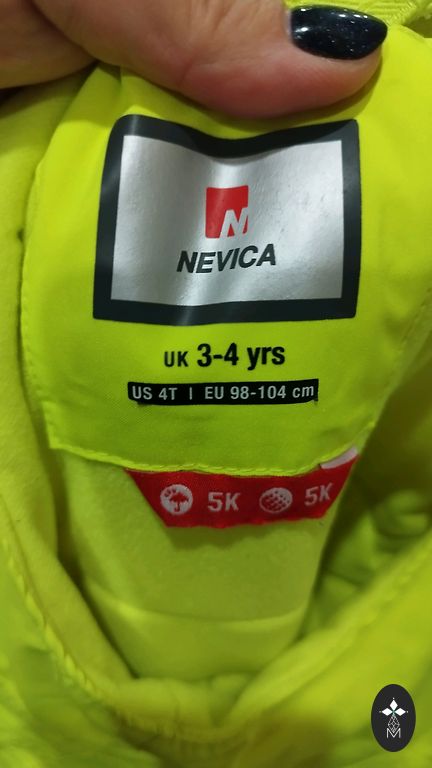 N
NEVICA
UK 3-4 yrs
US 4T | EU 98-104 cm
5K 5K
M